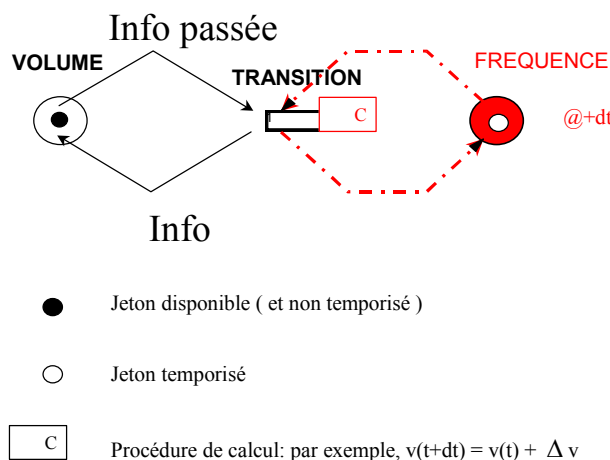 Info passée
VOLUME
TRANSITION
FREQUENCE
C
@+dt
Info
Jeton disponible ( et non temporisé )
Jeton temporisé
C
Procédure de calcul: par exemple, v(t+dt) = v(t) + Δ v